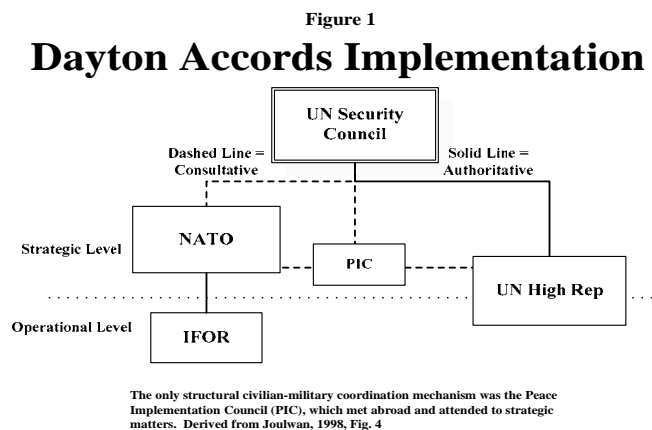 Figure 1
Dayton Accords Implementation
UN Security
Council
Dashed Line =
Consultative
Solid Line =
Authoritative
NATO
Strategic Level
PIC
UN High Rep
Operational Level
IFOR
The only structural civilian-military coordination mechanism was the Peace
Implementation Council (PIC), which met abroad and attended to strategic
matters.  Derived from Joulwan, 1998, Fig. 4